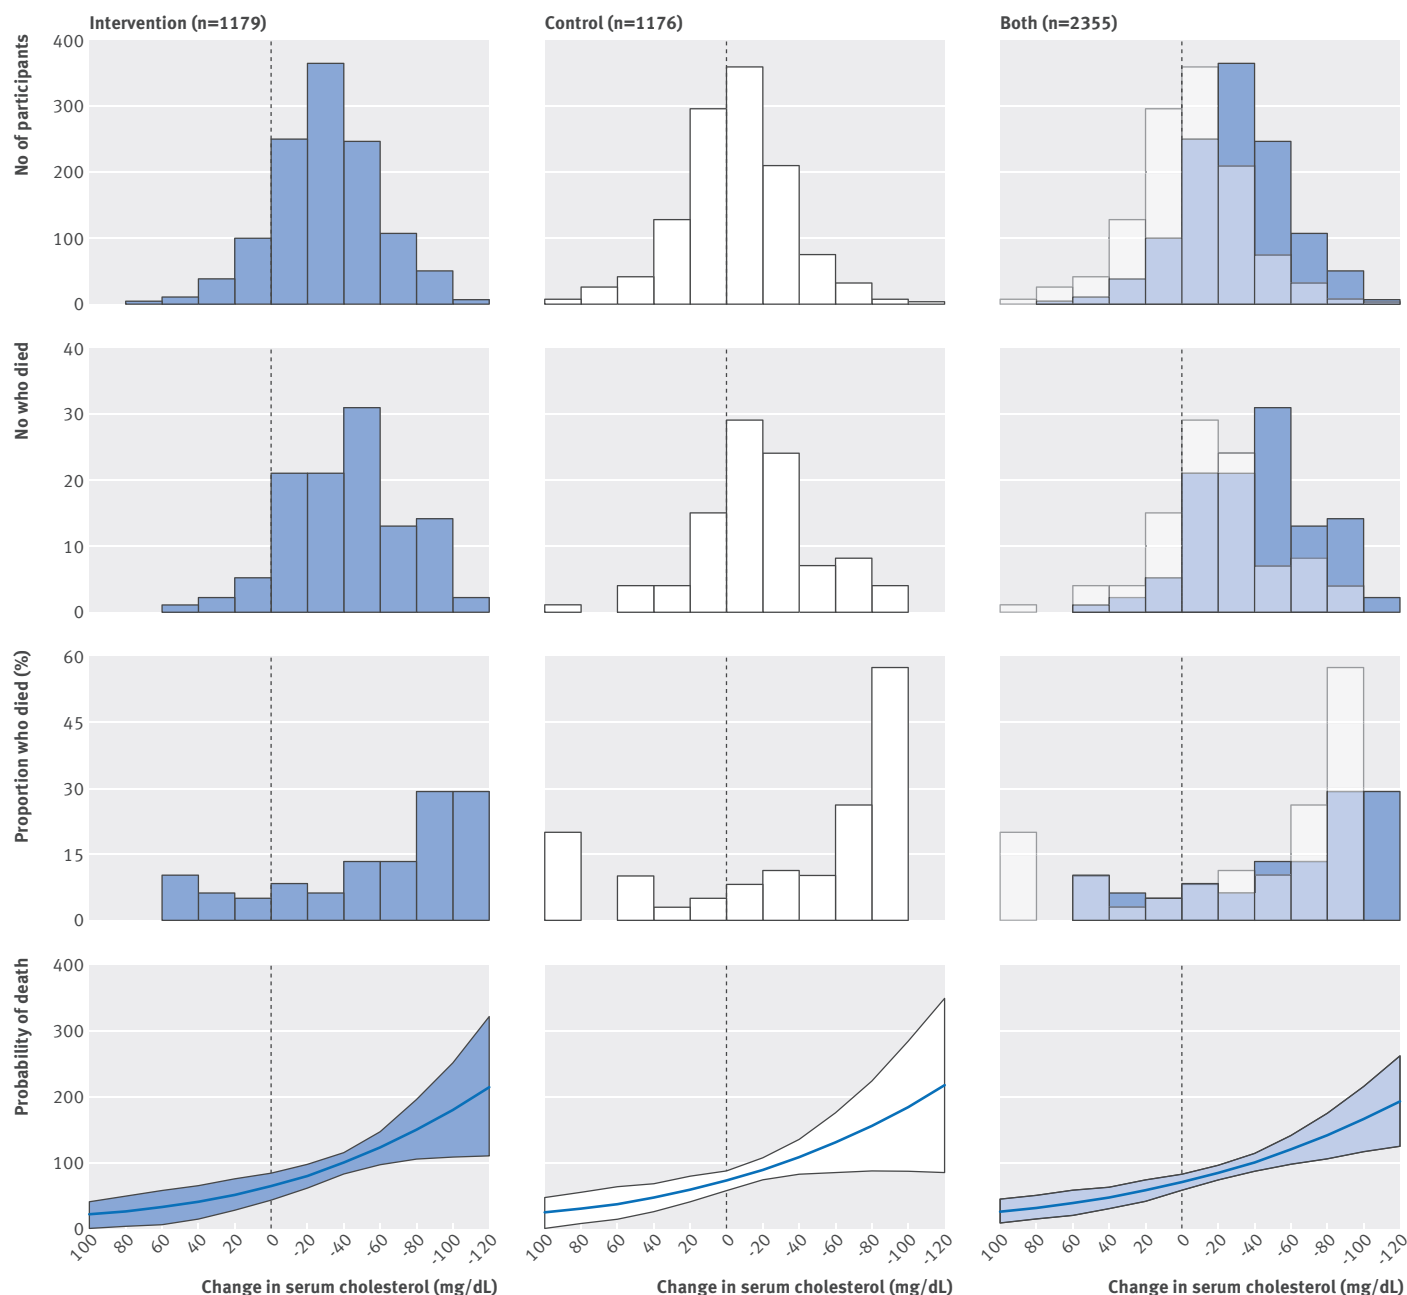 Intervention (n=1179)
Control (n=1176)
Both (n=2355)
No of participants
400
300
200
100
0
No who died
40
30
20
10
0
Proportion who died (%)
60
45
30
15
0
Probability of death
400
300
200
100
0
100 80 60 40 20 0 -20 -40 -60 -80 -100 -120
100 80 60 40 20 0 -20 -40 -60 -80 -100 -120
100 80 60 40 20 0 -20 -40 -60 -80 -100 -120
Change in serum cholesterol (mg/dL)
Change in serum cholesterol (mg/dL)
Change in serum cholesterol (mg/dL)